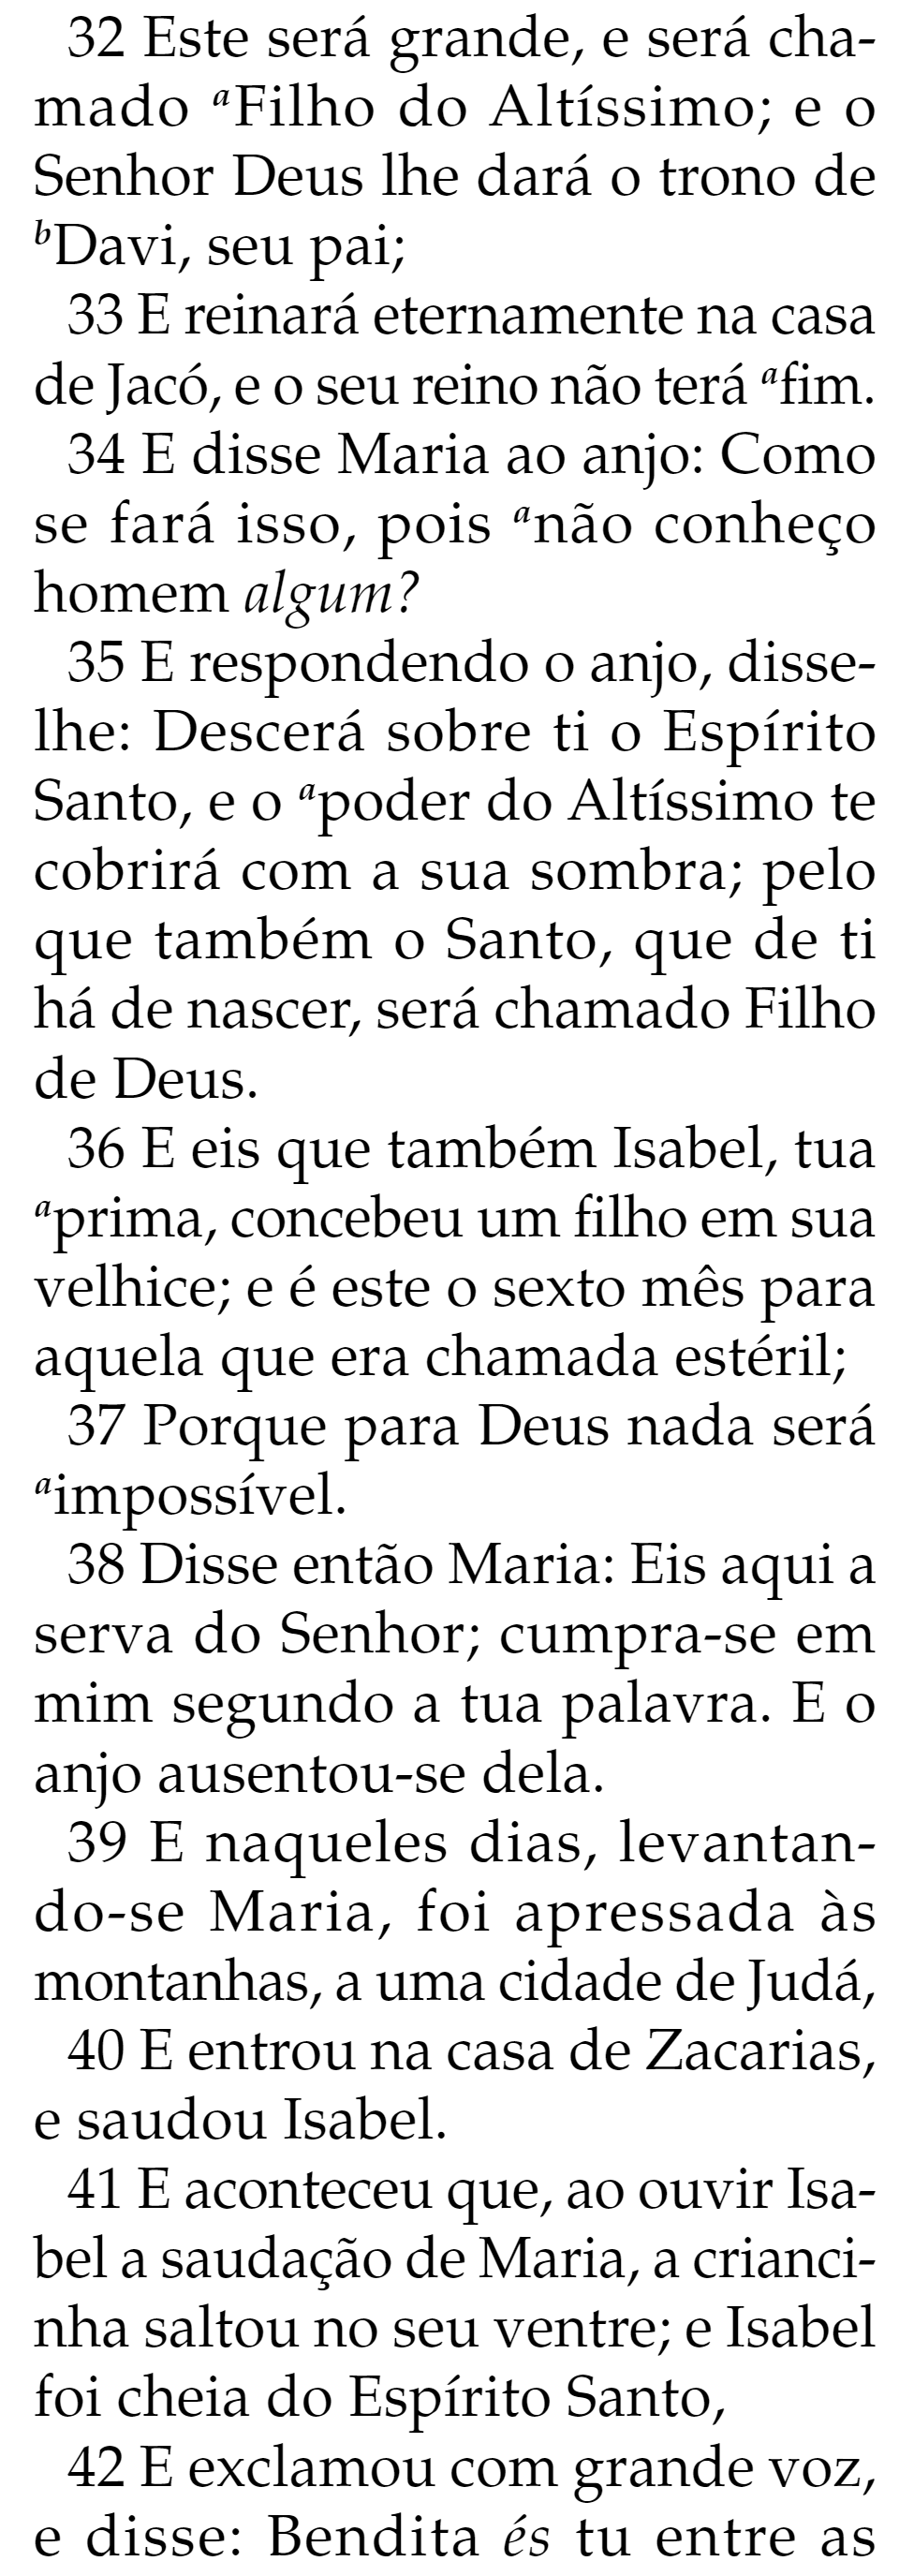 32 Este será grande, e será cha-
mado ᵃFilho do Altíssimo; e o
Senhor Deus lhe dará o trono de
ᵇDavi, seu pai;
33 E reinará eternamente na casa
de Jacó, e o seu reino não terá ᵃfim.
34 E disse Maria ao anjo: Como
se fará isso, pois ᵃnão conheço
homem algum?
35 E respondendo o anjo, disse-
lhe: Descerá sobre ti o Espírito
Santo, e o ᵃpoder do Altíssimo te
cobrirá com a sua sombra; pelo
que também o Santo, que de ti
há de nascer, será chamado Filho
de Deus.
36 E eis que também Isabel, tua
ᵃprima, concebeu um filho em sua
velhice; e é este o sexto mês para
aquela que era chamada estéril;
37 Porque para Deus nada será
ᵃimpossível.
38 Disse então Maria: Eis aqui a
serva do Senhor; cumpra-se em
mim segundo a tua palavra. E o
anjo ausentou-se dela.
39 E naqueles dias, levantan-
do-se Maria, foi apressada às
montanhas, a uma cidade de Judá,
40 E entrou na casa de Zacarias,
e saudou Isabel.
41 E aconteceu que, ao ouvir Isa-
bel a saudação de Maria, a crianci-
nha saltou no seu ventre; e Isabel
foi cheia do Espírito Santo,
42 E exclamou com grande voz,
e disse: Bendita és tu entre as